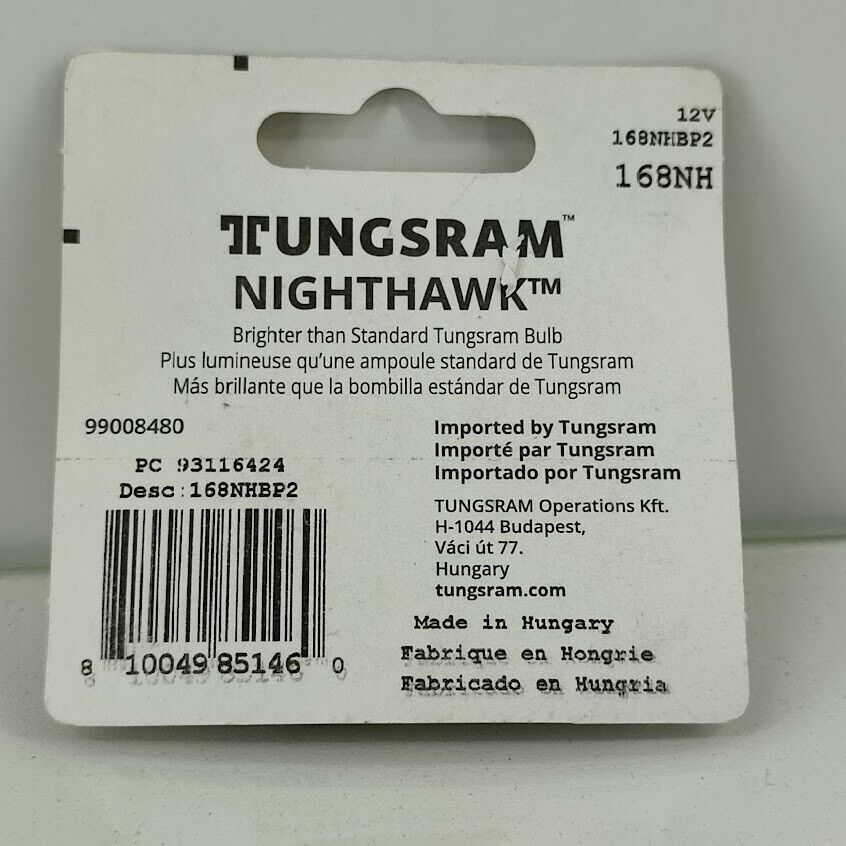 12V
168NHBP2
168NH
TUNGSRAM™
NIGHTHAWK™
Brighter than Standard Tungsram Bulb
Plus lumineuse qu'une ampoule standard de Tungsram
Más brillante que la bombilla estándar de Tungsram
99008480
PC 93116424
Desc:168NHBP2
8 10049 85146 0
Imported by Tungsram
Importé par Tungsram
Importado por Tungsram
TUNGSRAM Operations Kft.
H-1044 Budapest,
Váci út 77.
Hungary
tungsram.com
Made in Hungary
Fabrique en Hongrie
Fabricado en Hungria